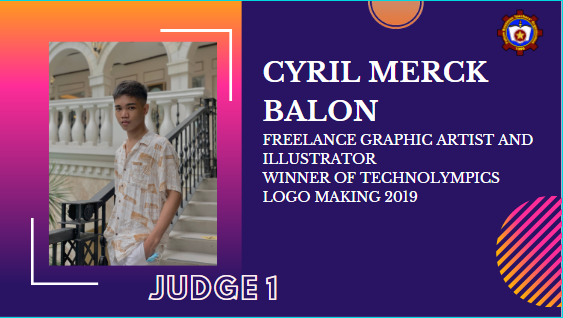 CYRIL MERCK
BALON
FREELANCE GRAPHIC ARTIST AND
ILLUSTRATOR
WINNER OF TECHNOLYMPICS
LOGO MAKING 2019
JUDGE 1